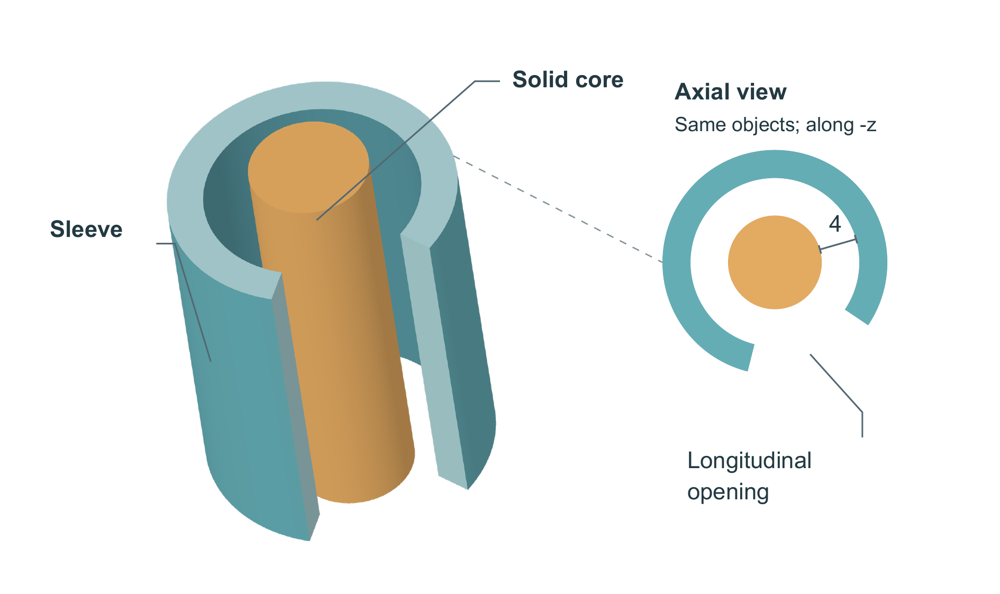 Solid core
Axial view
Same objects; along -z
Sleeve
4
Longitudinal
opening